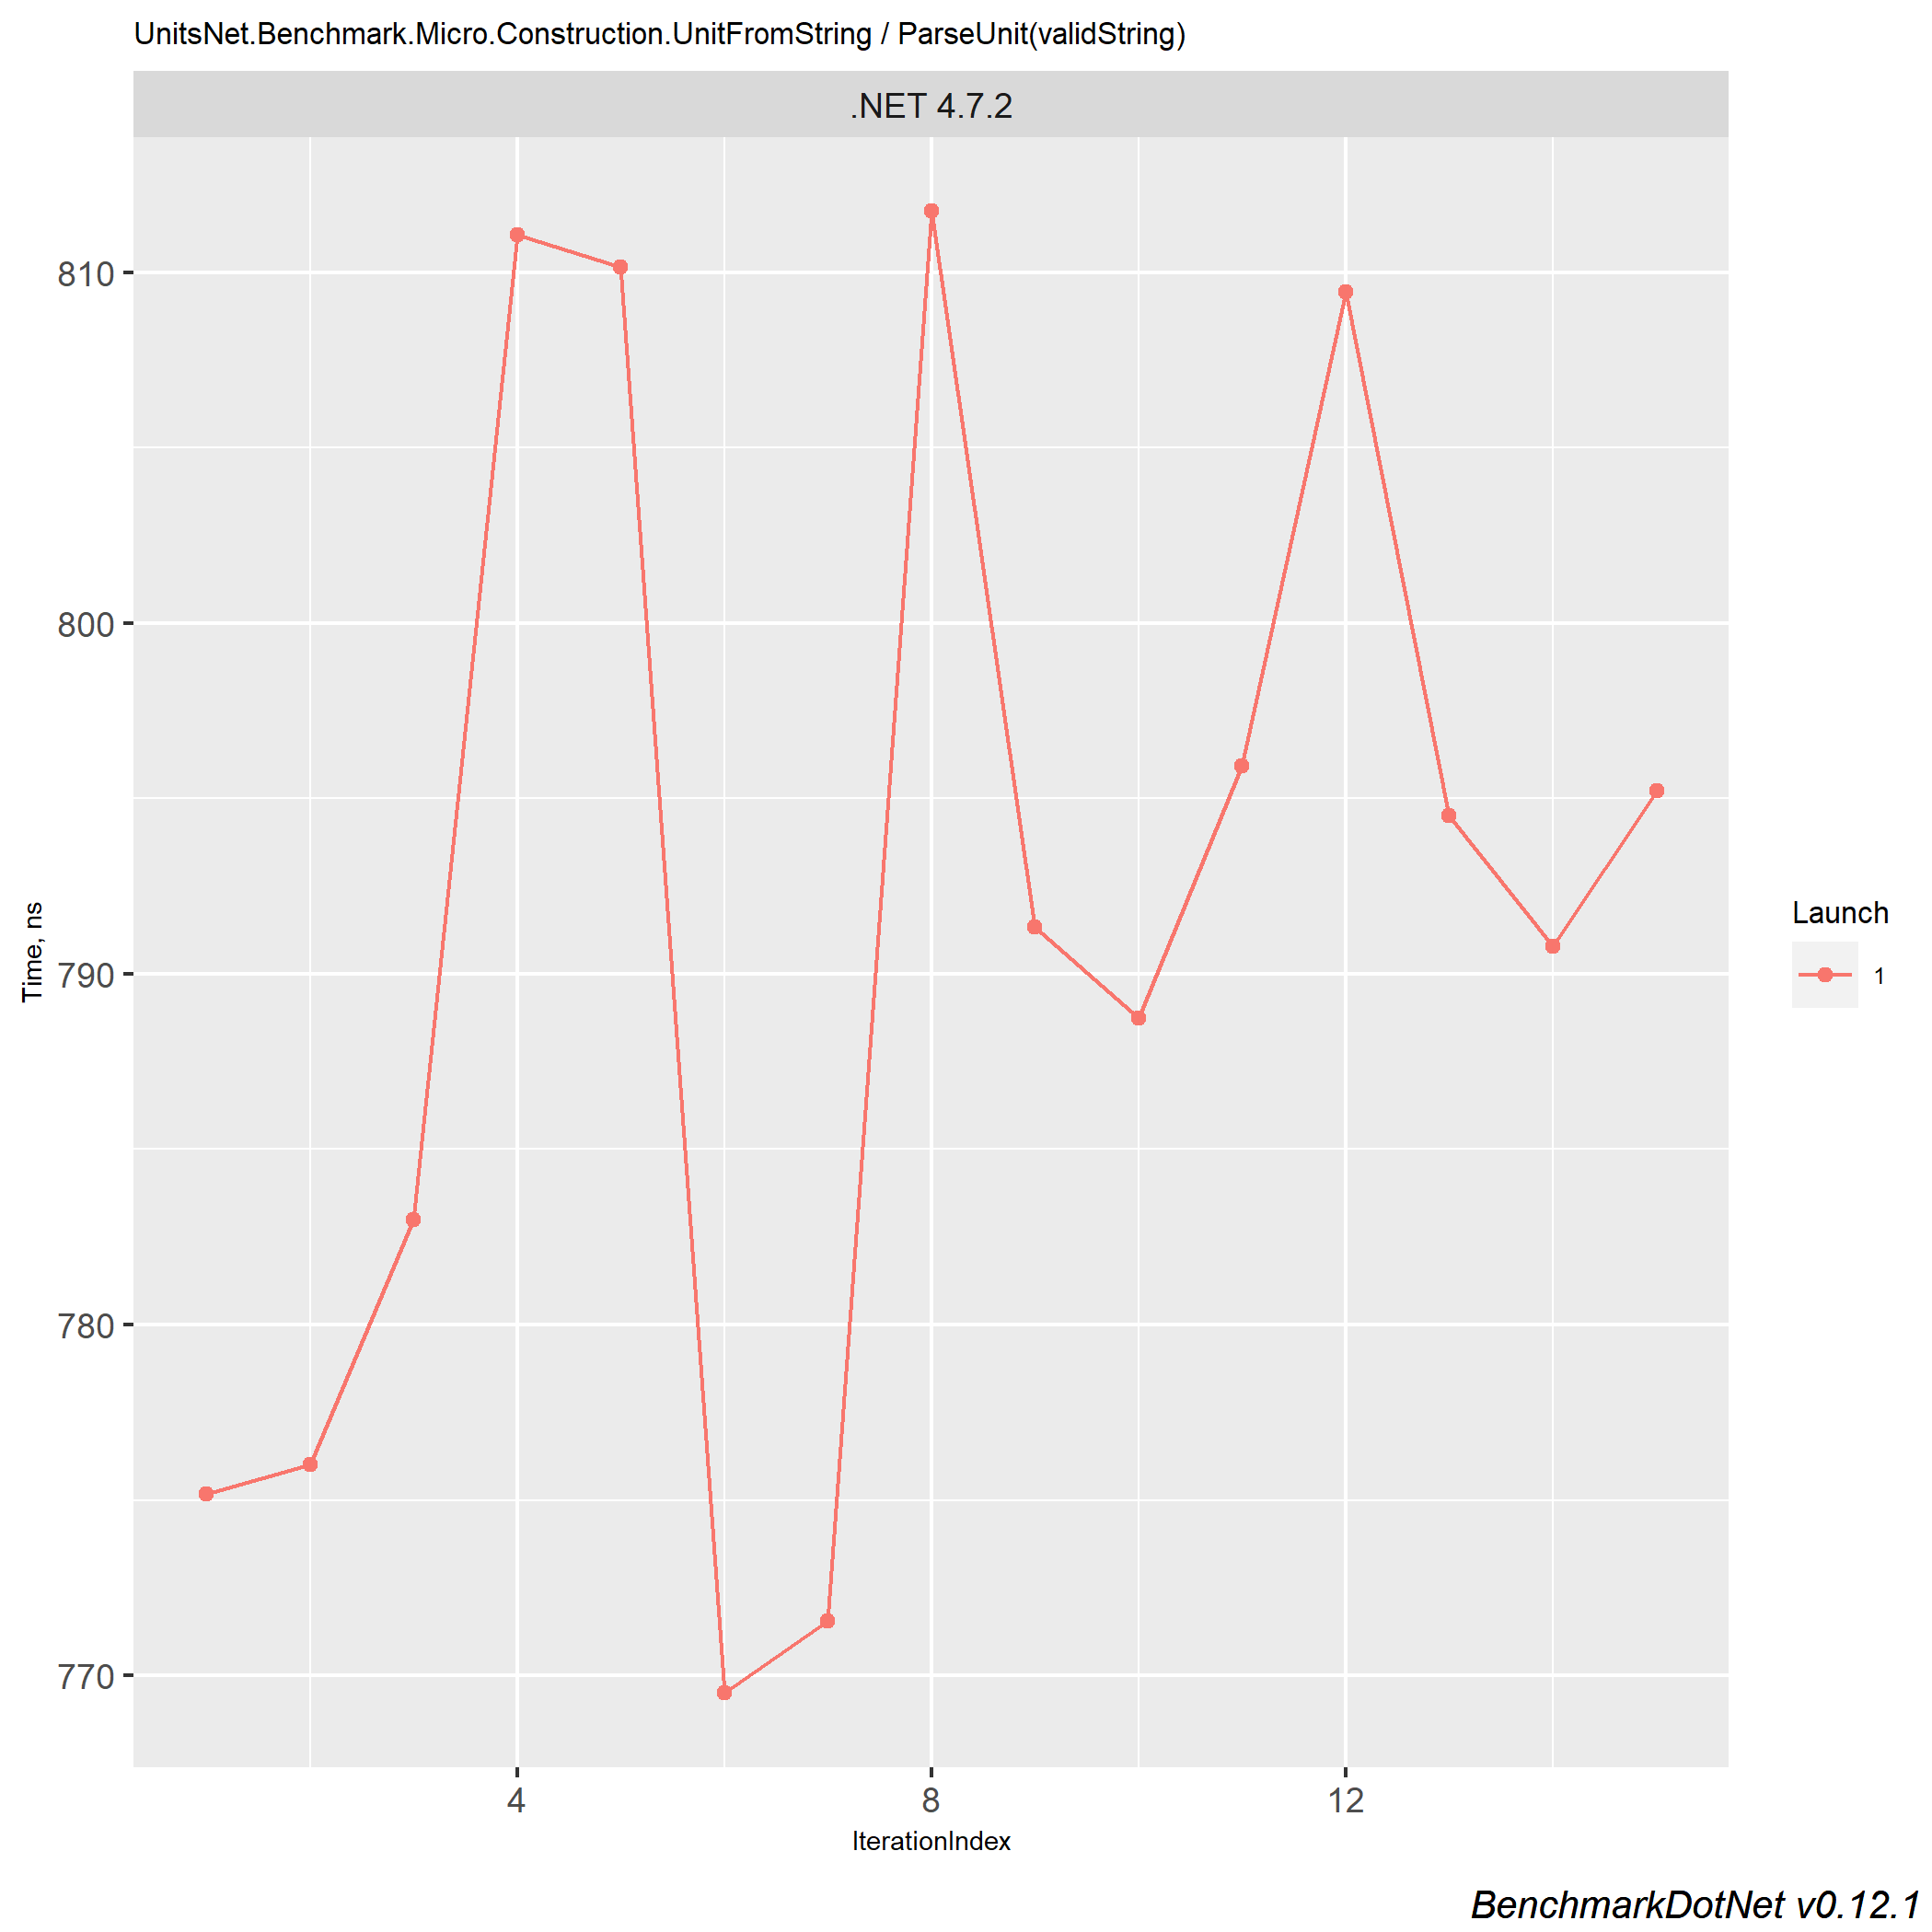 UnitsNet.Benchmark.Micro.Construction.UnitFromString / ParseUnit(validString)
.NET 4.7.2
810
800
790
780
770
Time, ns
4
8
12
IterationIndex
Launch
1
BenchmarkDotNet v0.12.1